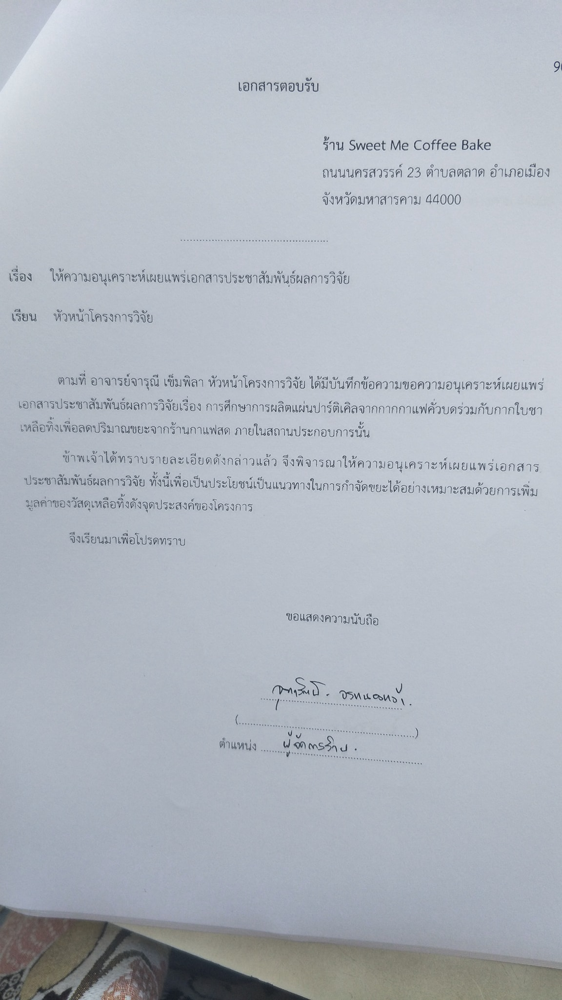 เอกสารตอบรับ
ร้าน Sweet Me Coffee Bake
ถนนนครสวรรค์ 23 ตำบลตลาด อำเภอเมือง
จังหวัดมหาสารคาม 44000
เรื่อง ให้ความอนุเคราะห์เผยแพร่เอกสารประชาสัมพันธ์ผลการวิจัย
เรียน หัวหน้าโครงการวิจัย
ตามที่ อาจารย์จารุณี เข็มพิลา หัวหน้าโครงการวิจัย ได้มีบันทึกข้อความขอความอนุเคราะห์เผยแพร่
เอกสารประชาสัมพันธ์ผลการวิจัยเรื่อง การศึกษาการผลิตแผ่นปาร์ติเคิลจากกากกาแฟคั่วบดร่วมกับกากใบชา
เหลือทิ้งเพื่อลดปริมาณขยะจากร้านกาแฟสด ภายในสถานประกอบการนั้น
ข้าพเจ้าได้ทราบรายละเอียดดังกล่าวแล้ว จึงพิจารณาให้ความอนุเคราะห์เผยแพร่เอกสาร
ประชาสัมพันธ์ผลการวิจัย ทั้งนี้เพื่อเป็นประโยชน์เป็นแนวทางในการกำจัดขยะได้อย่างเหมาะสมด้วยการเพิ่ม
มูลค่าของวัสดุเหลือทิ้งดังจุดประสงค์ของโครงการ
จึงเรียนมาเพื่อโปรดทราบ
ขอแสดงความนับถือ
(....................................................)
ตำแหน่ง ผู้จัดการร้าน.